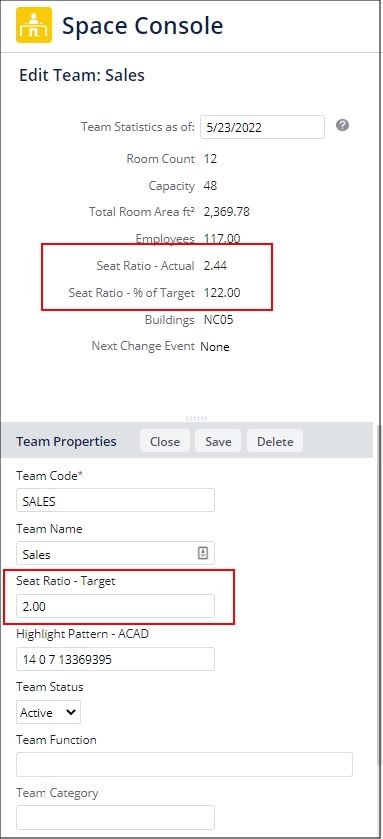 Space Console
Edit Team: Sales
Team Statistics as of: 5/23/2022 ?
Room Count 12
Capacity 48
Total Room Area ft² 2,369.78
Employees 117.00
Seat Ratio - Actual 2.44
Seat Ratio - % of Target 122.00
Buildings NC05
Next Change Event None
Team Properties Close Save Delete
Team Code*
SALES
Team Name
Sales
Seat Ratio - Target
2.00
Highlight Pattern - ACAD
14 0 7 13369395
Team Status
Active
Team Function
Team Category